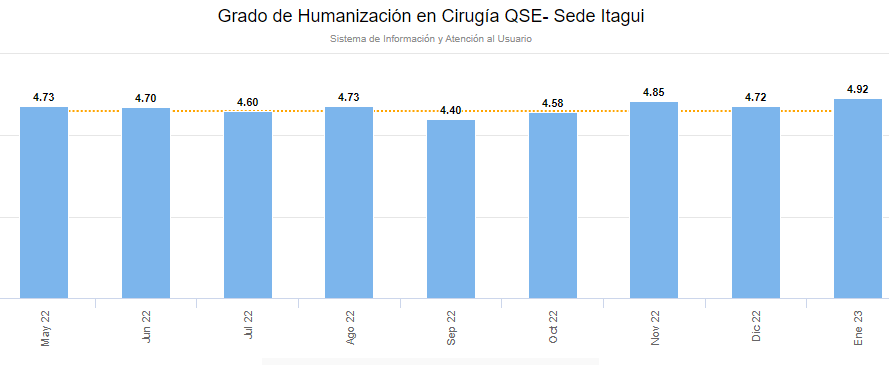 Grado de Humanización en Cirugía QSE- Sede Itagui
Sistema de Información y Atención al Usuario
4.73
4.70
4.60
4.73
4.40
4.58
4.85
4.72
4.92
May 22
Jun 22
Jul 22
Ago 22
Sep 22
Oct 22
Nov 22
Dic 22
Ene 23